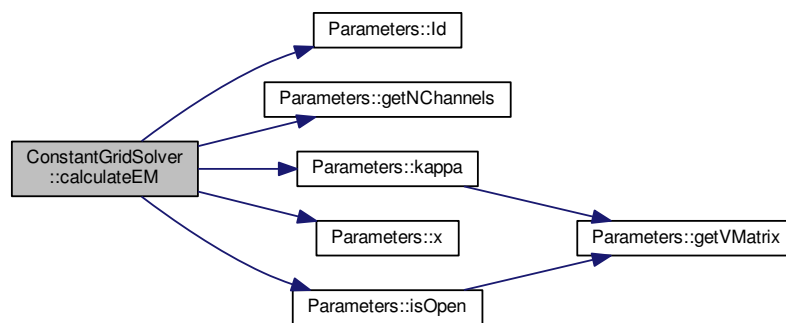 Parameters::Id
Parameters::getNChannels
ConstantGridSolver
::calculateEM
Parameters::kappa
Parameters::x
Parameters::getVMatrix
Parameters::isOpen